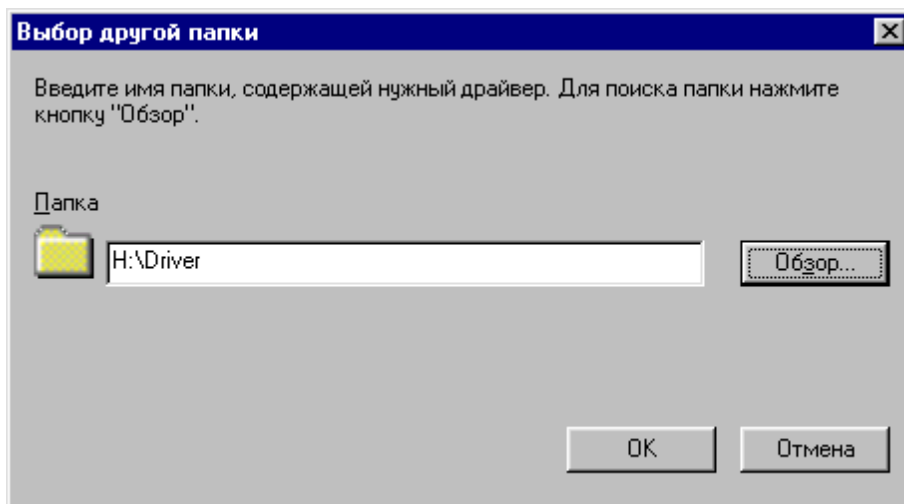 Выбор другой папки
Введите имя папки, содержащей нужный драйвер. Для поиска папки нажмите
кнопку "Обзор".
Папка
H:\Driver
Обзор...
OK
Отмена